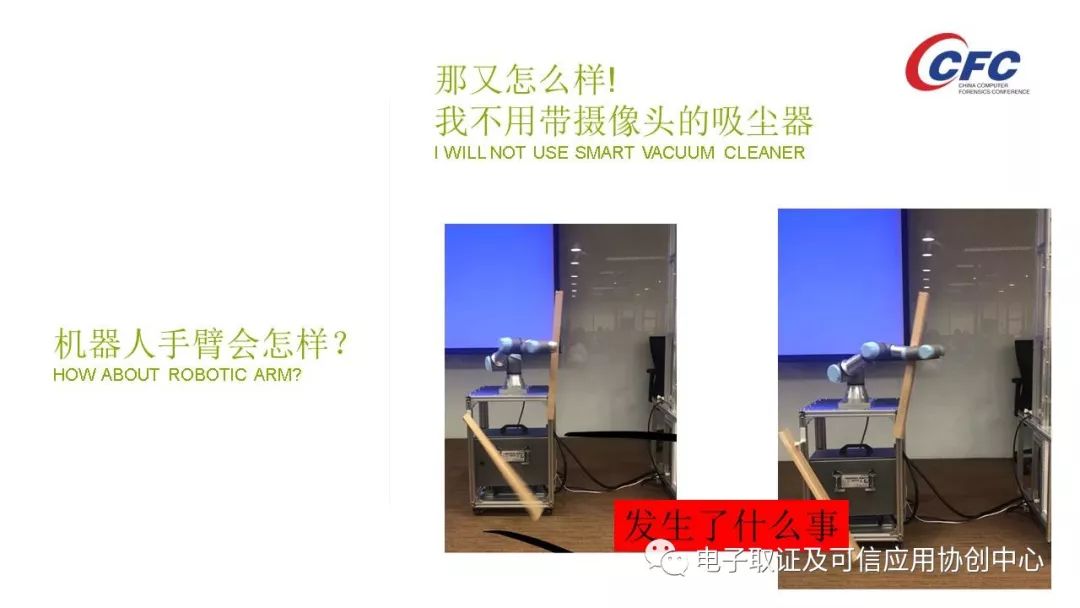 那又怎么样!
我不用带摄像头的吸尘器
I WILL NOT USE SMART VACUUM CLEANER
CFC
CHINA COMPUTER
FORENSICS CONFERENCE
机器人手臂会怎样？
HOW ABOUT ROBOTIC ARM?
发生了什么事
电子取证及可信应用协创中心